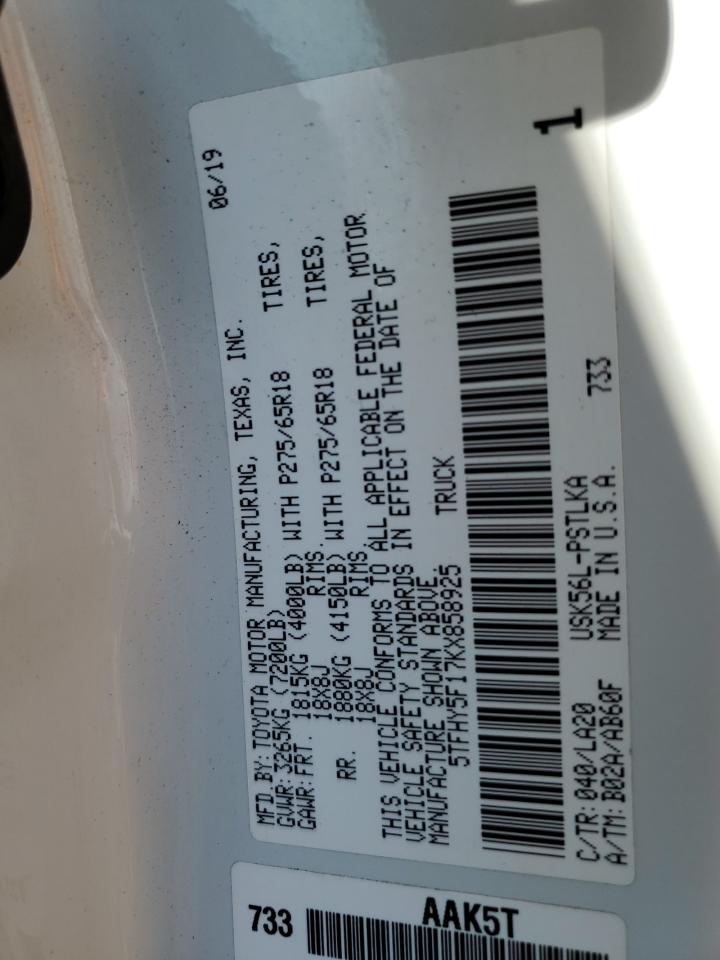 MFD.BY:TOYOTA MOTOR MANUFACTURING, TEXAS, INC. 06/19
GVWR:3265KG (7200LB)
GAWR:FRT. 1815KG (4000LB) WITH P275/65R18 TIRES,
18X8J RIMS.
RR. 1880KG (4150LB) WITH P275/65R18 TIRES,
18X8J RIMS.
THIS VEHICLE CONFORMS TO ALL APPLICABLE FEDERAL MOTOR
VEHICLE SAFETY STANDARDS IN EFFECT ON THE DATE OF
MANUFACTURE SHOWN ABOVE.
5TFHY5F17KX858925 TRUCK
1
C/TR:040/LA20 USK56L-PSTLKA 733
A/TM:B02A/AB60F MADE IN U.S.A.
733
AAK5T